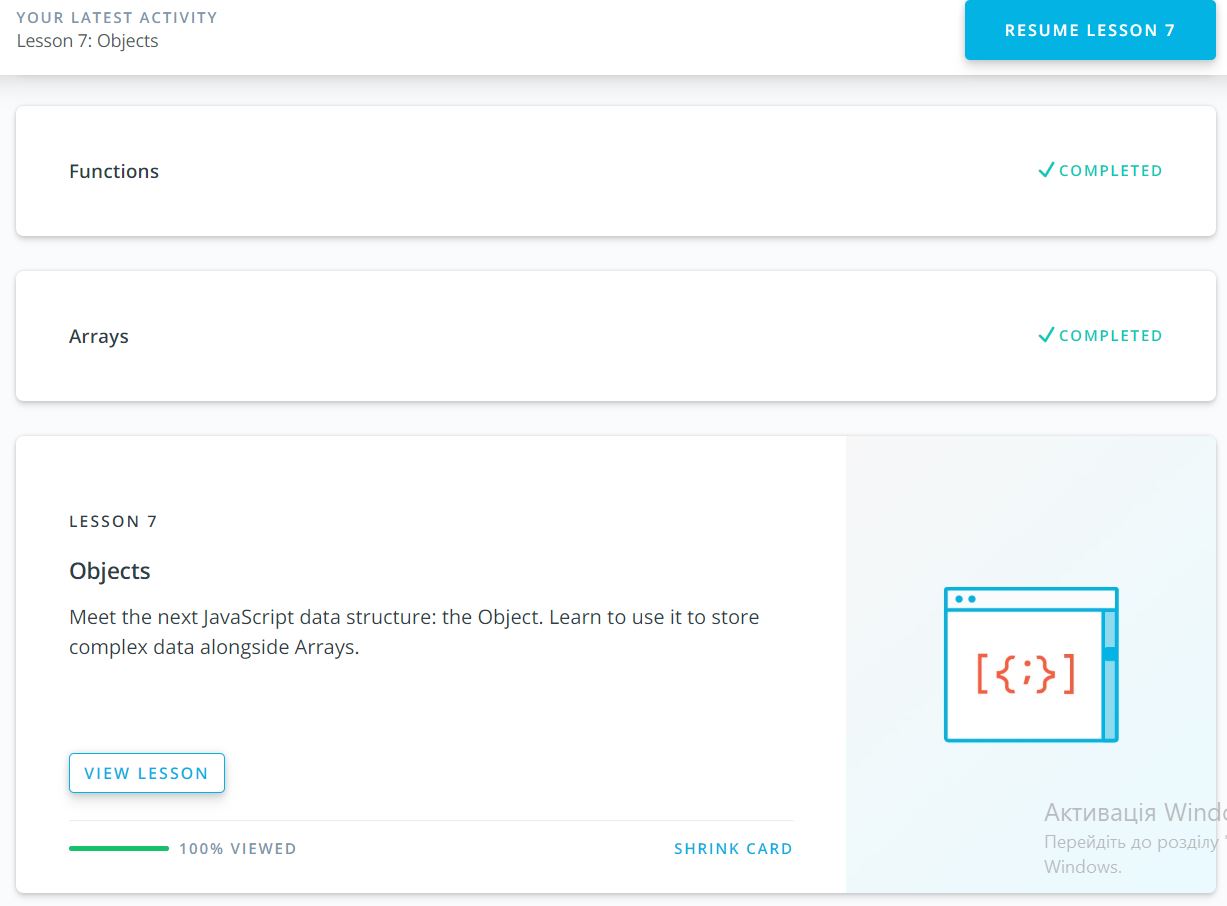 YOUR LATEST ACTIVITY
Lesson 7: Objects
RESUME LESSON 7
Functions
COMPLETED
Arrays
COMPLETED
LESSON 7
Objects
Meet the next JavaScript data structure: the Object. Learn to use it to store
complex data alongside Arrays.
[{;}]
VIEW LESSON
100% VIEWED
SHRINK CARD
Активація Windo
Перейдіть до розділу "
Windows.